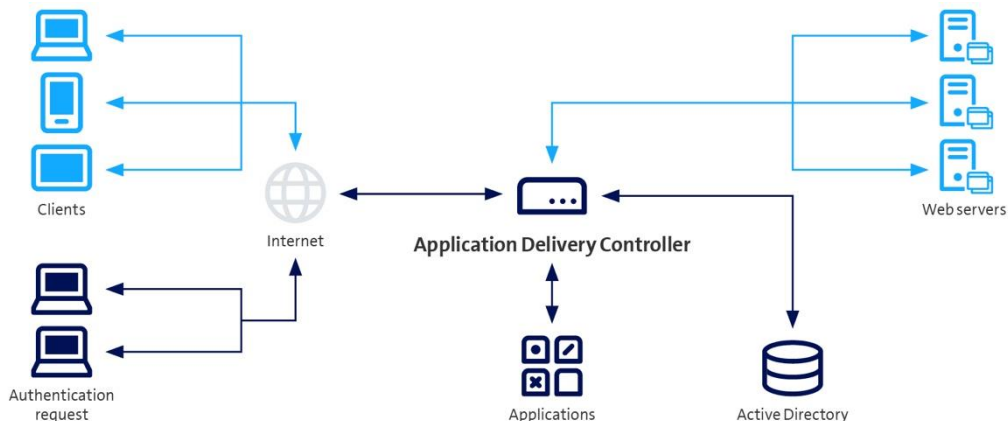 Clients
Web servers
Internet
Application Delivery Controller
Authentication
request
Applications
Active Directory